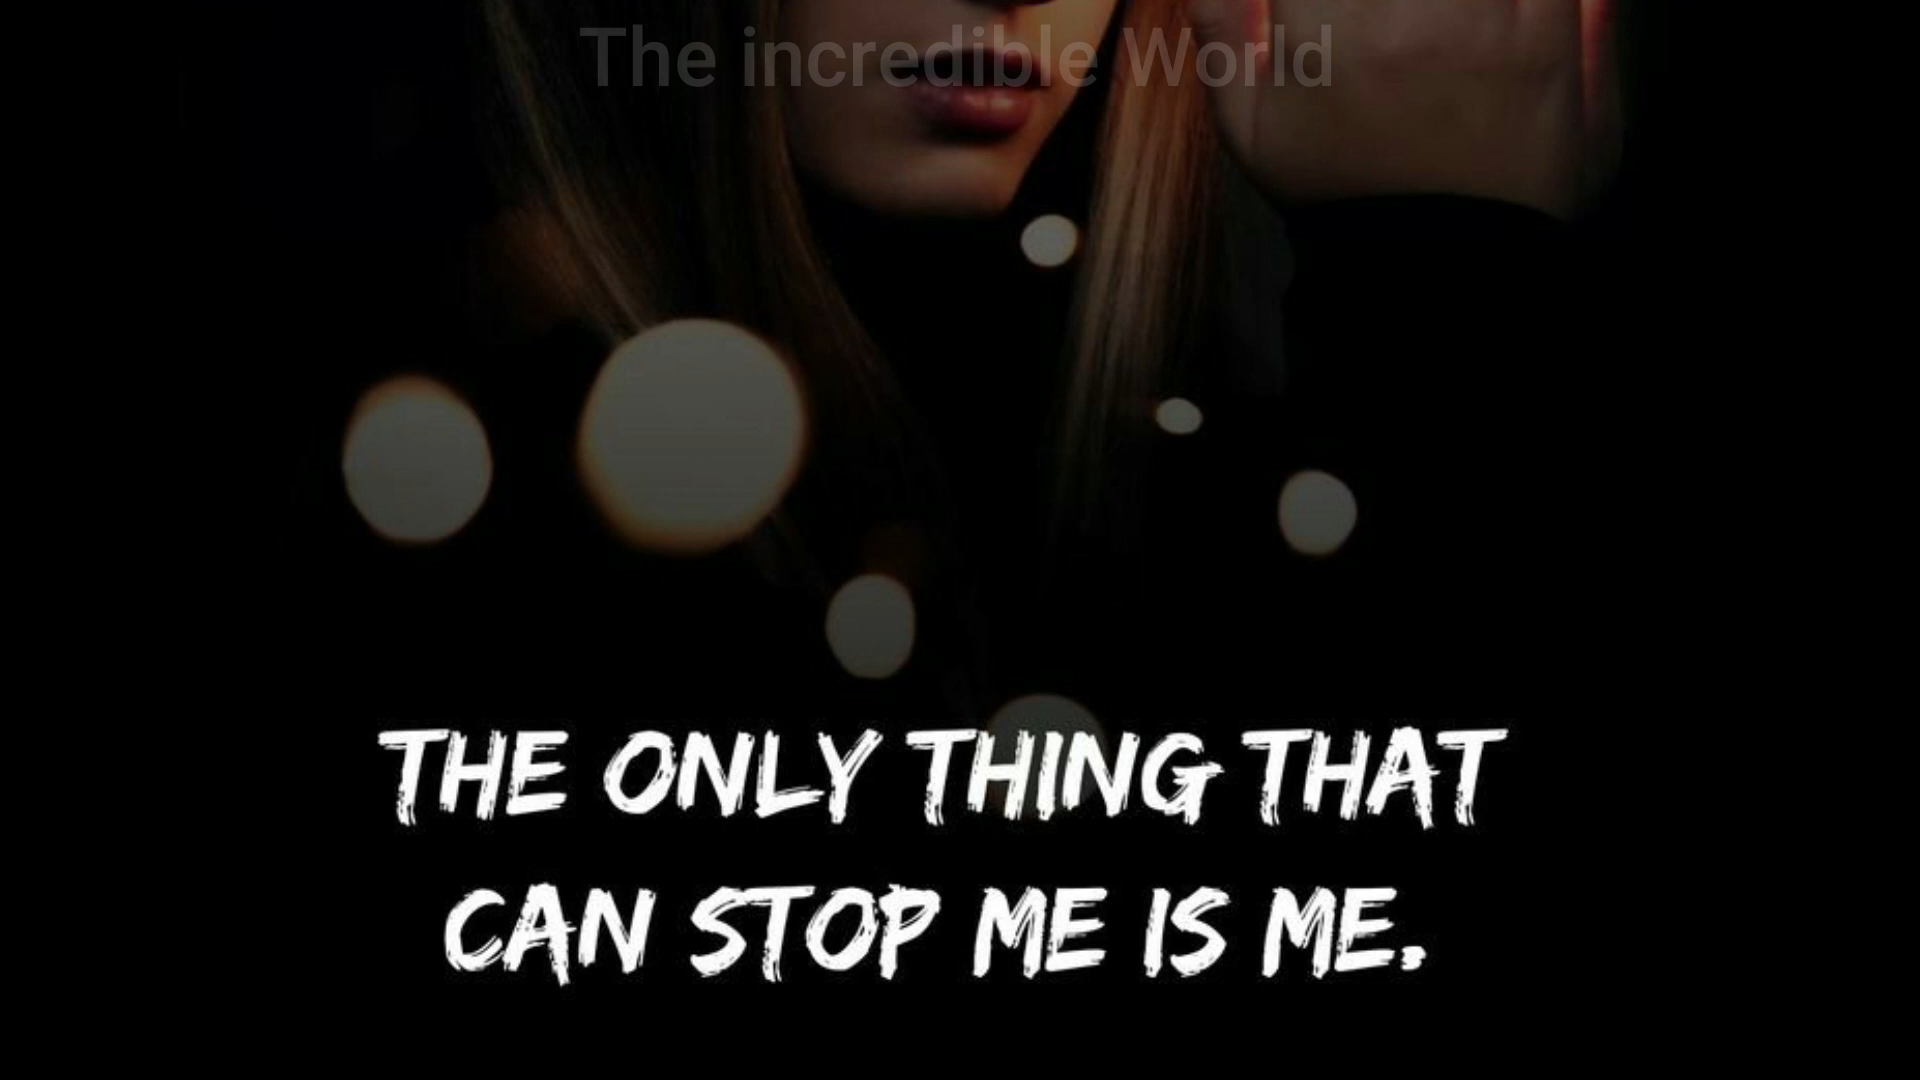 The incredible World
THE ONLY THING THAT
CAN STOP ME IS ME.